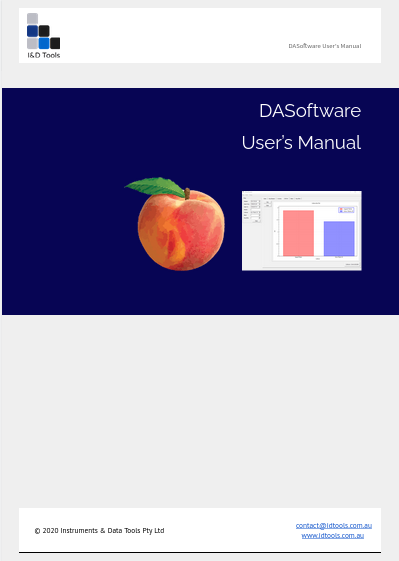 I&D Tools
DASoftware User's Manual
DASoftware
User's Manual
© 2020 Instruments & Data Tools Pty Ltd
contact@idtools.com.au
www.idtools.com.au